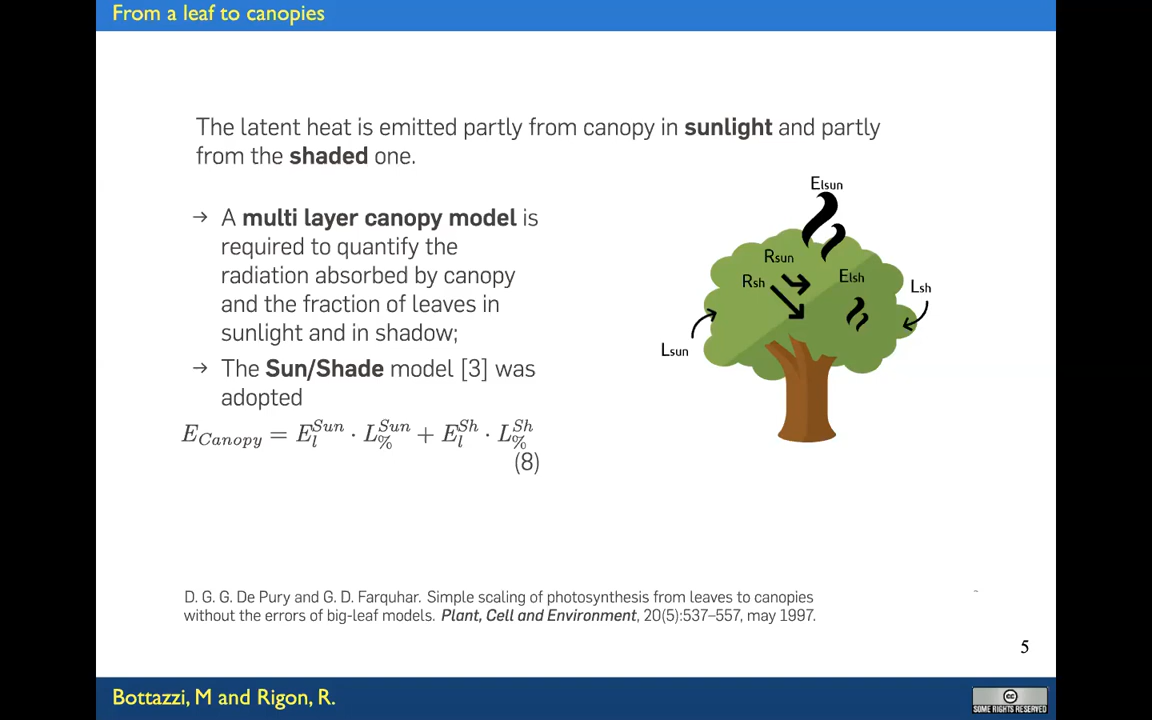 From a leaf to canopies
The latent heat is emitted partly from canopy in sunlight and partly
from the shaded one.
→ A multi layer canopy model is
required to quantify the
radiation absorbed by canopy
and the fraction of leaves in
sunlight and in shadow;
→ The Sun/Shade model [3] was
adopted
E_{Canopy} = E_l^{Sun} · L_%^{Sun} + E_l^{Sh} · L_%^{Sh}
(8)
Elsun
Rsun
Rsh
Elsh
Lsh
Lsun
D. G. G. De Pury and G. D. Farquhar. Simple scaling of photosynthesis from leaves to canopies
without the errors of big-leaf models. Plant, Cell and Environment, 20(5):537–557, may 1997.
5
Bottazzi, M and Rigon, R.
cc
SOME RIGHTS RESERVED